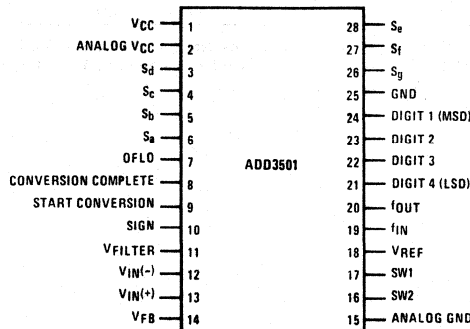 VCC 1
ANALOG VCC 2
Sd 3
Sc 4
Sb 5
Sa 6
OFLO 7
CONVERSION COMPLETE 8
START CONVERSION 9
SIGN 10
VFILTER 11
VIN(-) 12
VIN(+) 13
VFB 14
ADD3501
28 Se
27 Sf
26 Sg
25 GND
24 DIGIT 1 (MSD)
23 DIGIT 2
22 DIGIT 3
21 DIGIT 4 (LSD)
20 fOUT
19 fIN
18 VREF
17 SW1
16 SW2
15 ANALOG GND